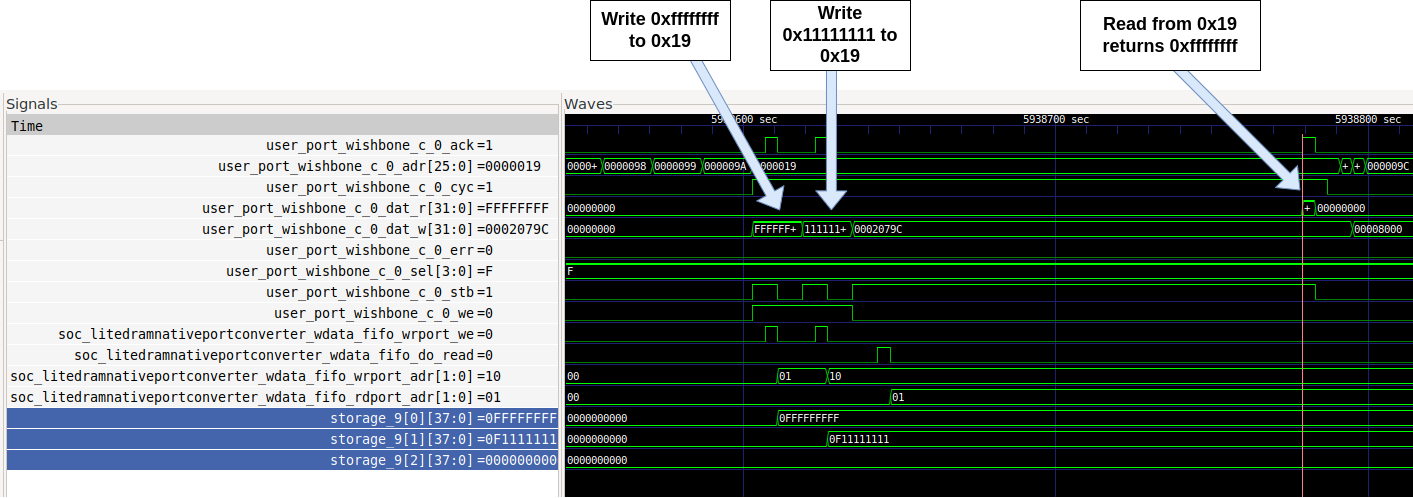 Write 0xffffffff
to 0x19
Write
0x11111111 to
0x19
Read from 0x19
returns 0xffffffff
Signals
Waves
Time
600 sec
5938700 sec
5938800 sec
user_port_wishbone_c_0_ack=1
user_port_wishbone_c_0_adr[25:0]=0000019
0000+ 0000098 0000099 000009A 0000019 + + 000009C
user_port_wishbone_c_0_cyc=1
user_port_wishbone_c_0_dat_r[31:0]=FFFFFFFF
00000000 + 00000000
user_port_wishbone_c_0_dat_w[31:0]=0002079C
00000000 FFFFFF+ 111111+ 0002079C 00008000
user_port_wishbone_c_0_err=0
user_port_wishbone_c_0_sel[3:0]=F
F
user_port_wishbone_c_0_stb=1
user_port_wishbone_c_0_we=0
soc_litedramnativeportconverter_wdata_fifo_wrport_we=0
soc_litedramnativeportconverter_wdata_fifo_do_read=0
soc_litedramnativeportconverter_wdata_fifo_wrport_adr[1:0]=10
00 01 10
soc_litedramnativeportconverter_wdata_fifo_rdport_adr[1:0]=01
00 01
storage_9[0][37:0]=0FFFFFFFF
0000000000 0FFFFFFFFF
storage_9[1][37:0]=0F1111111
0000000000 0F11111111
storage_9[2][37:0]=000000000
0000000000